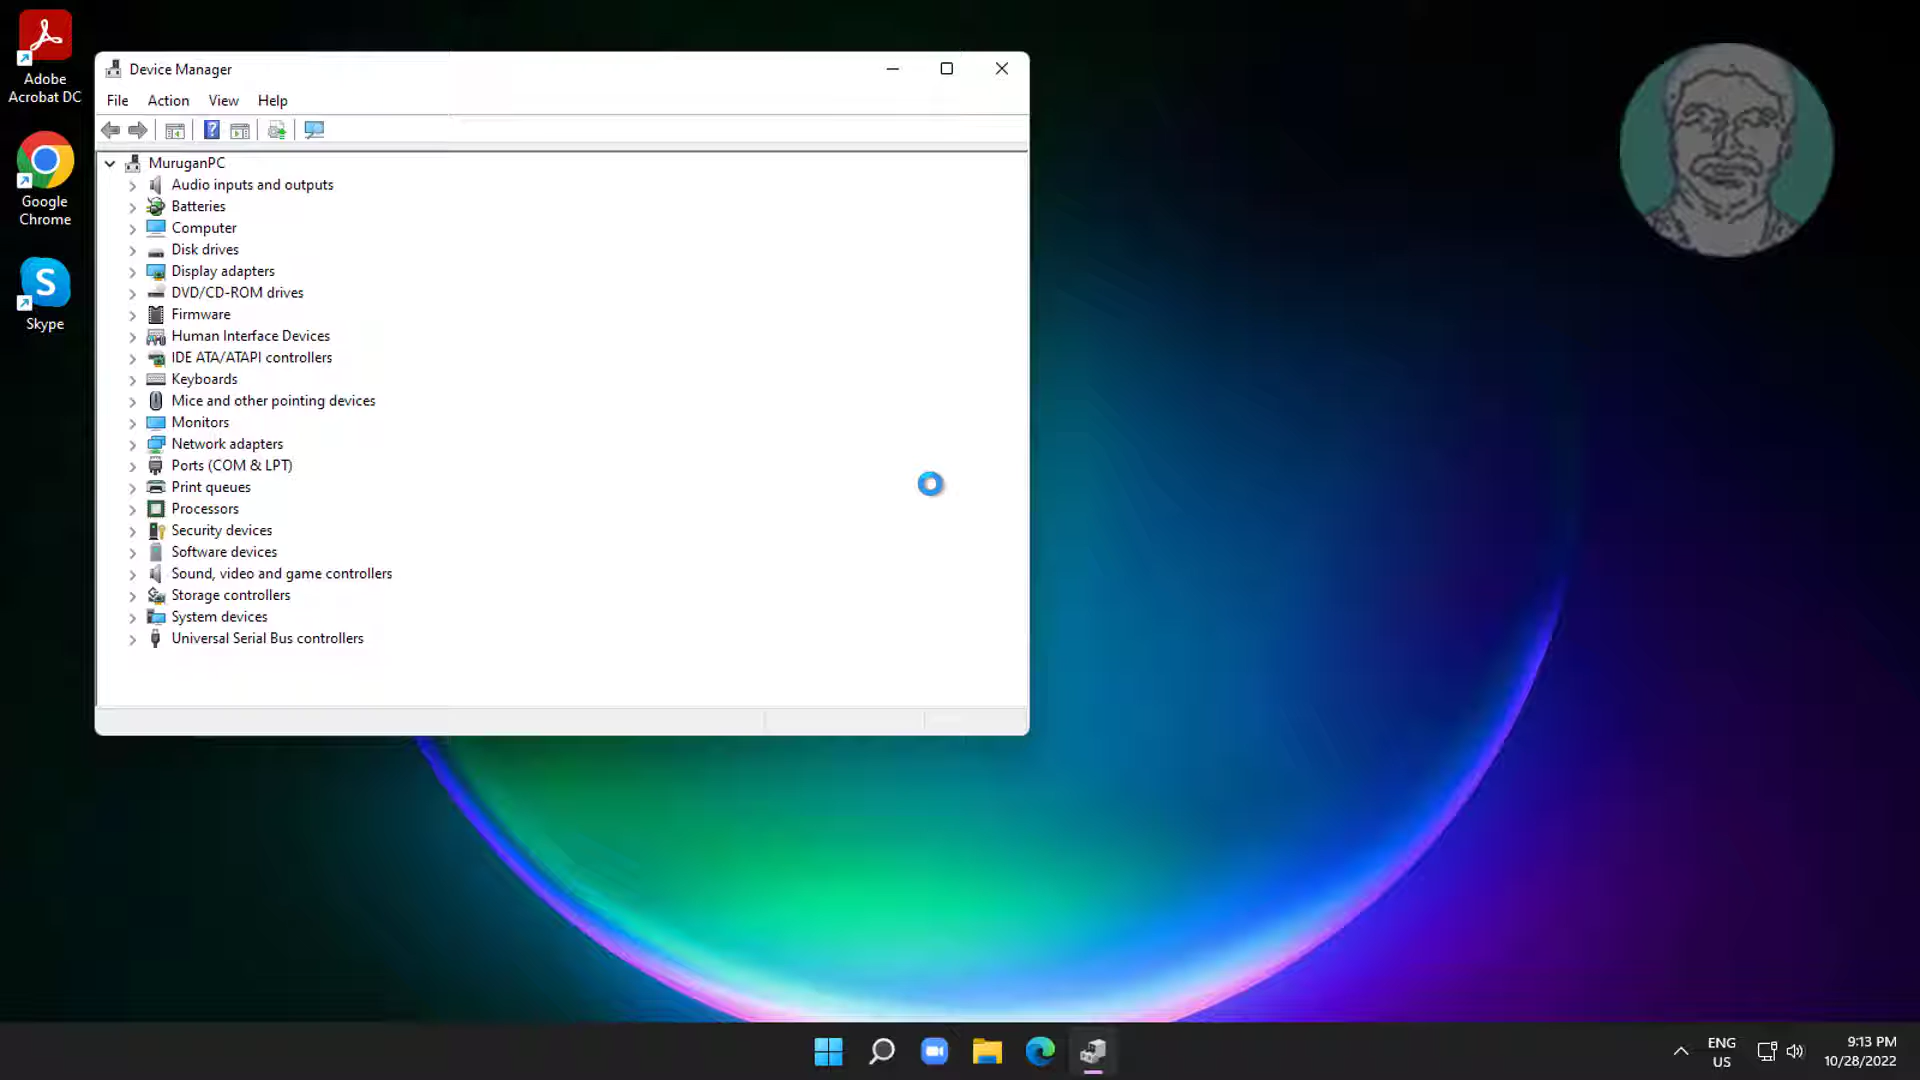 Adobe
Acrobat DC
Google
Chrome
S
Skype
Device Manager
File Action View Help
?
MuruganPC
Audio inputs and outputs
Batteries
Computer
Disk drives
Display adapters
DVD/CD-ROM drives
Firmware
Human Interface Devices
IDE ATA/ATAPI controllers
Keyboards
Mice and other pointing devices
Monitors
Network adapters
Ports (COM & LPT)
Print queues
Processors
Security devices
Software devices
Sound, video and game controllers
Storage controllers
System devices
Universal Serial Bus controllers
ENG
US
9:13 PM
10/28/2022